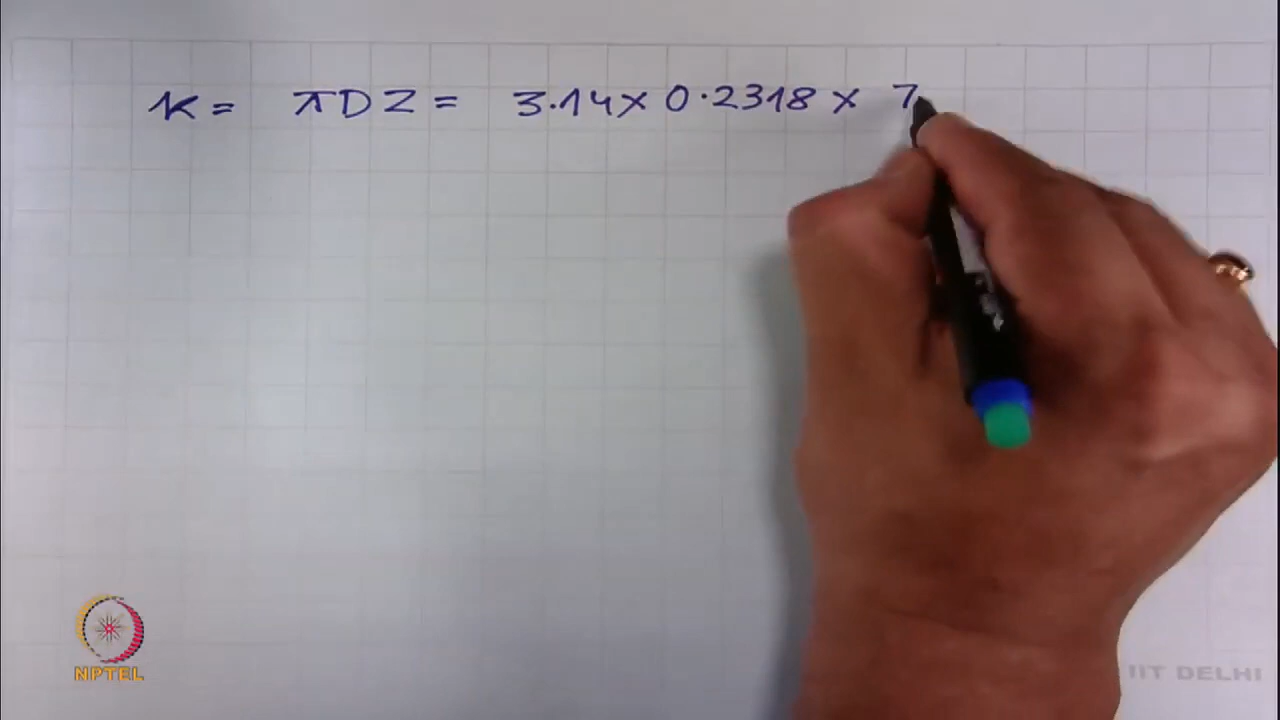 K = πDZ = 3.14 × 0.2318 × 7
NPTEL
IIT DELHI